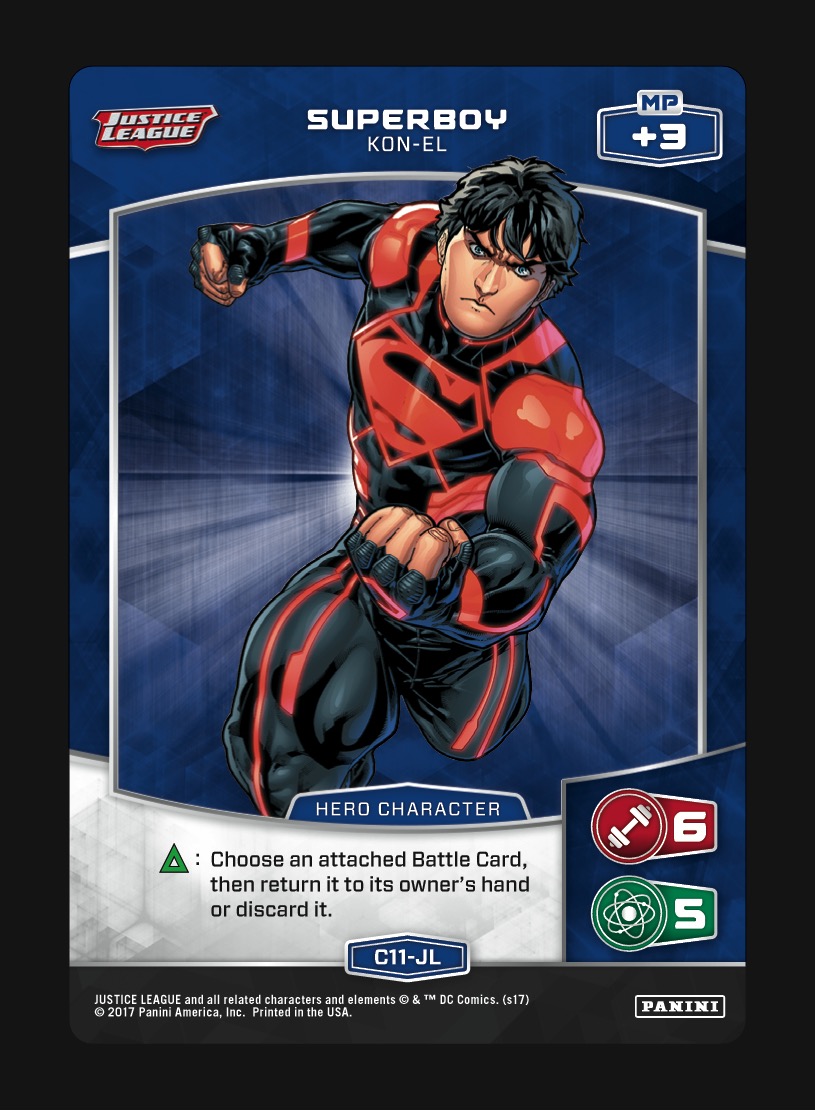 JUSTICE
LEAGUE
SUPERBOY
KON-EL
MP
+3
HERO CHARACTER
: Choose an attached Battle Card,
then return it to its owner's hand
or discard it.
6
5
C11-JL
JUSTICE LEAGUE and all related characters and elements © & ™ DC Comics. (s17)
© 2017 Panini America, Inc. Printed in the USA.
PANINI